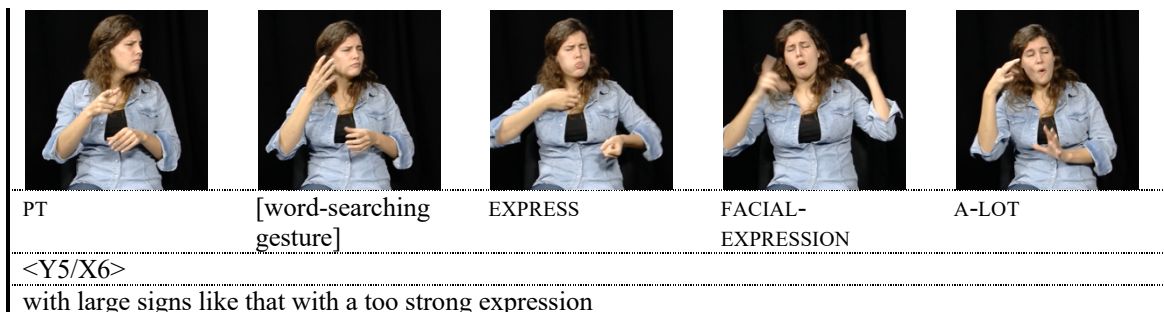 PT [word-searching EXPRESS FACIAL- A-LOT
gesture] EXPRESSION
<Y5/X6>
with large signs like that with a too strong expression